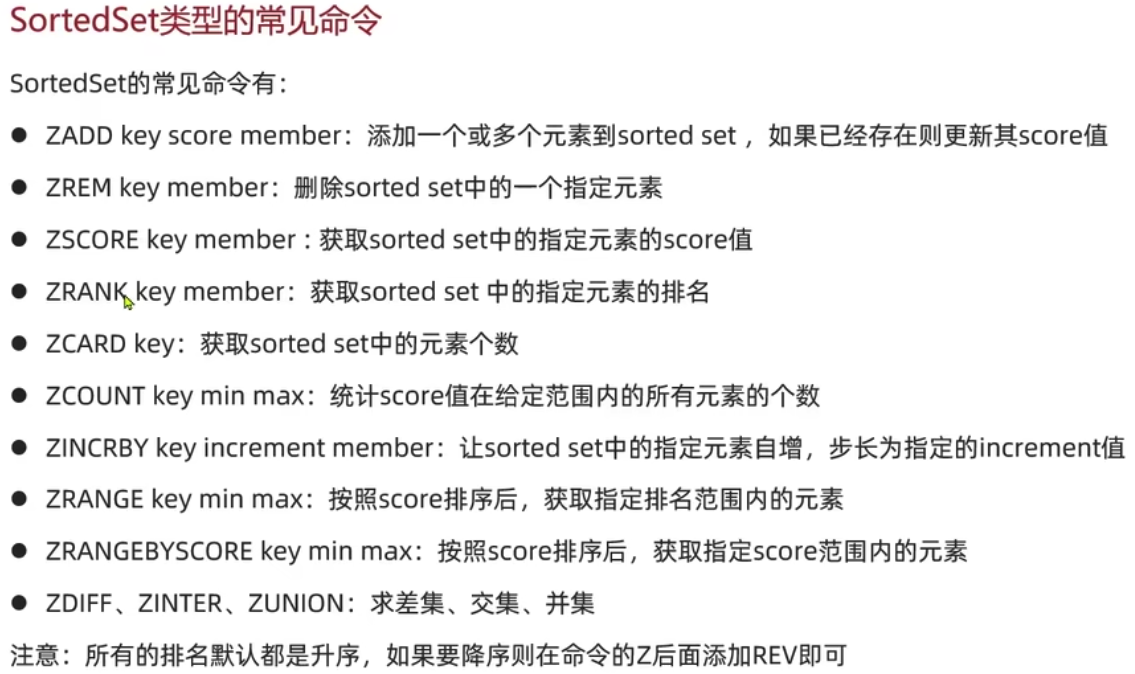 SortedSet类型的常见命令
SortedSet的常见命令有：
● ZADD key score member：添加一个或多个元素到sorted set ，如果已经存在则更新其score值
● ZREM key member：删除sorted set中的一个指定元素
● ZSCORE key member : 获取sorted set中的指定元素的score值
● ZRANK key member：获取sorted set 中的指定元素的排名
● ZCARD key：获取sorted set中的元素个数
● ZCOUNT key min max：统计score值在给定范围内的所有元素的个数
● ZINCRBY key increment member：让sorted set中的指定元素自增，步长为指定的increment值
● ZRANGE key min max：按照score排序后，获取指定排名范围内的元素
● ZRANGEBYSCORE key min max：按照score排序后，获取指定score范围内的元素
● ZDIFF、ZINTER、ZUNION：求差集、交集、并集
注意：所有的排名默认都是升序，如果要降序则在命令的Z后面添加REV即可